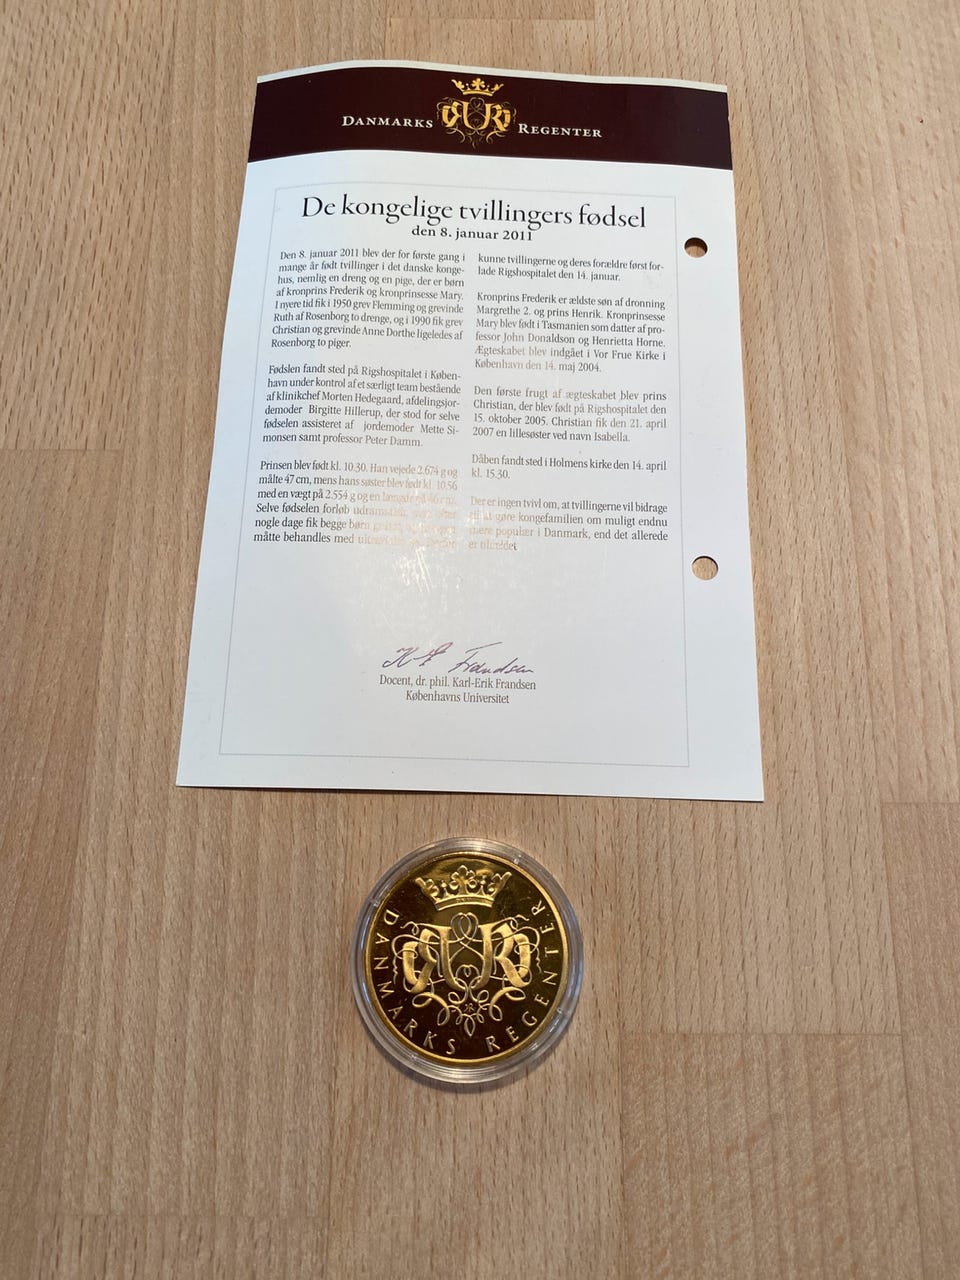 DANMARKS REGENTER
De kongelige tvillingers fødsel
den 8. januar 2011
Den 8. januar 2011 blev der for første gang i
mange år født tvillinger i det danske konge-
hus, nemlig en dreng og en pige, der er børn
af kronprins Frederik og kronprinsesse Mary.
I nyere tid fik i 1950 grev Flemming og grevinde
Ruth af Rosenborg to drenge, og i 1990 fik grev
Christian og grevinde Anne Dorthe ligeledes af
Rosenborg to piger.
Fødslen fandt sted på Rigshospitalet i Køben-
havn under kontrol af et særligt team bestående
af klinikchef Morten Hedegaard, afdelingsjor-
demoder Birgitte Hillerup, der stod for selve
fødselen assisteret af jordemoder Mette Si-
monsen samt professor Peter Damm.
Prinsen blev født kl. 10.30. Han vejede 2.674 g og
målte 47 cm, mens hans søster blev født kl. 10.56
med en vægt på 2.554 g og en længde på 46 cm.
Selve fødselen forløb udramatisk, men efter
nogle dage fik begge børn
måtte behandles med
kunne tvillingerne og deres forældre først for-
lade Rigshospitalet den 14. januar.
Kronprins Frederik er ældste søn af dronning
Margrethe 2. og prins Henrik. Kronprinsesse
Mary blev født i Tasmanien som datter af pro-
fessor John Donaldson og Henrietta Horne.
Ægteskabet blev indgået i Vor Frue Kirke i
København den 14. maj 2004.
Den første frugt af ægteskabet blev prins
Christian, der blev født på Rigshospitalet den
15. oktober 2005. Christian fik den 21. april
2007 en lillesøster ved navn Isabella.
Dåben fandt sted i Holmens kirke den 14. april
kl. 15.30.
Der er ingen tvivl om, at tvillingerne vil bidrage
til at gøre kongefamilien om muligt endnu
mere populær i Danmark, end det allerede
er tilfældet.
K-E Frandsen
Docent, dr. phil. Karl-Erik Frandsen
Københavns Universitet
DANMARKS REGENTER